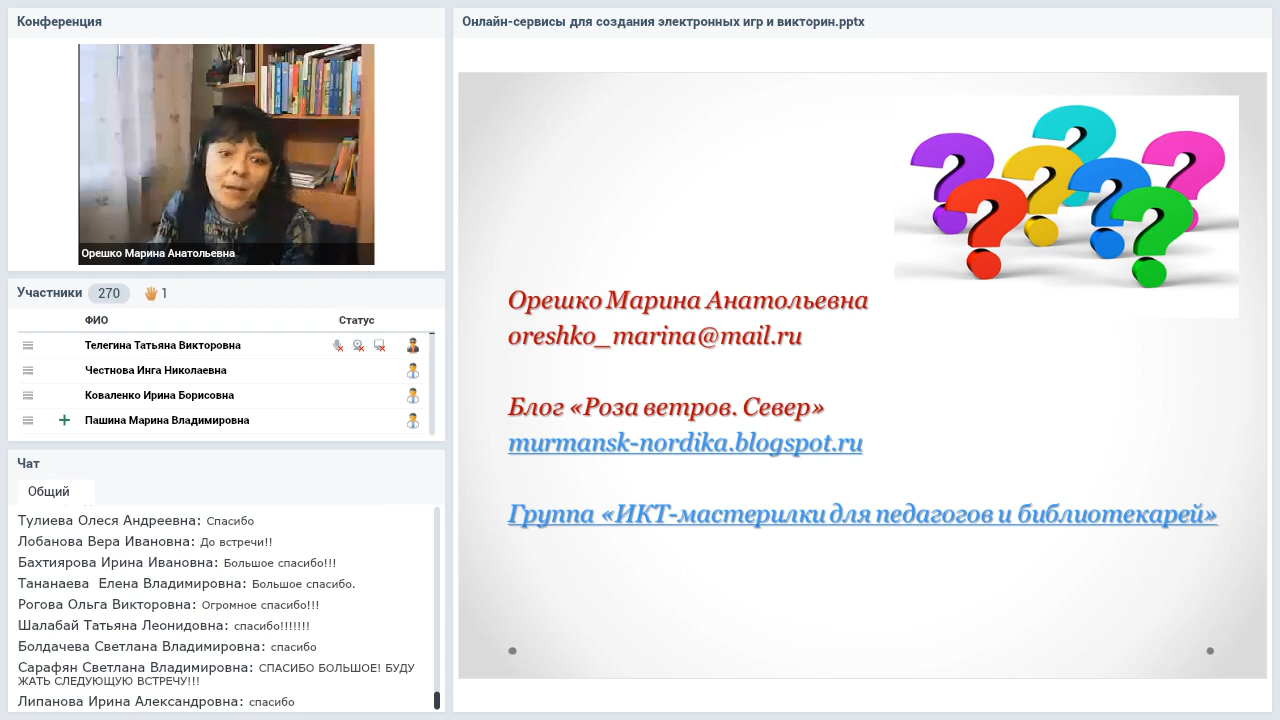 Конференция
Орешко Марина Анатольевна
Участники 270 1
ФИО Статус
Телегина Татьяна Викторовна
Честнова Инга Николаевна
Коваленко Ирина Борисовна
Пашина Марина Владимировна
Чат
Общий
Тулиева Олеся Андреевна: Спасибо
Лобанова Вера Ивановна: До встречи!!
Бахтиярова Ирина Ивановна: Большое спасибо!!!
Тананаева Елена Владимировна: Большое спасибо.
Рогова Ольга Викторовна: Огромное спасибо!!!
Шалабай Татьяна Леонидовна: спасибо!!!!!!!
Болдачева Светлана Владимировна: спасибо
Сарафян Светлана Владимировна: СПАСИБО БОЛЬШОЕ! БУДУ
ЖАТЬ СЛЕДУЮЩУЮ ВСТРЕЧУ!!!
Липанова Ирина Александровна: спасибо
Онлайн-сервисы для создания электронных игр и викторин.pptx
Орешко Марина Анатольевна
oreshko_marina@mail.ru
Блог «Роза ветров. Север»
murmansk-nordika.blogspot.ru
Группа «ИКТ-мастерилки для педагогов и библиотекарей»